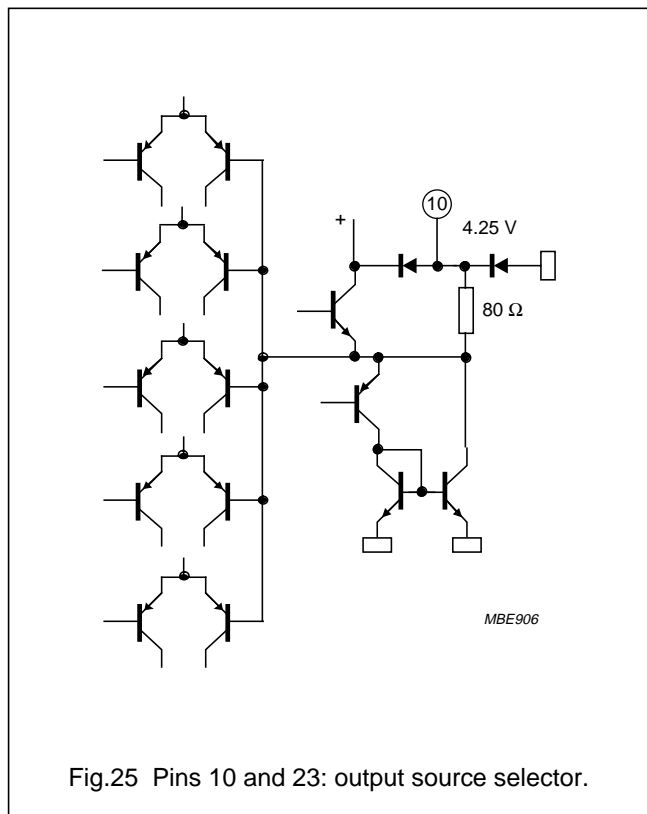 10
4.25 V
+
80 Ω
MBE906
Fig.25 Pins 10 and 23: output source selector.